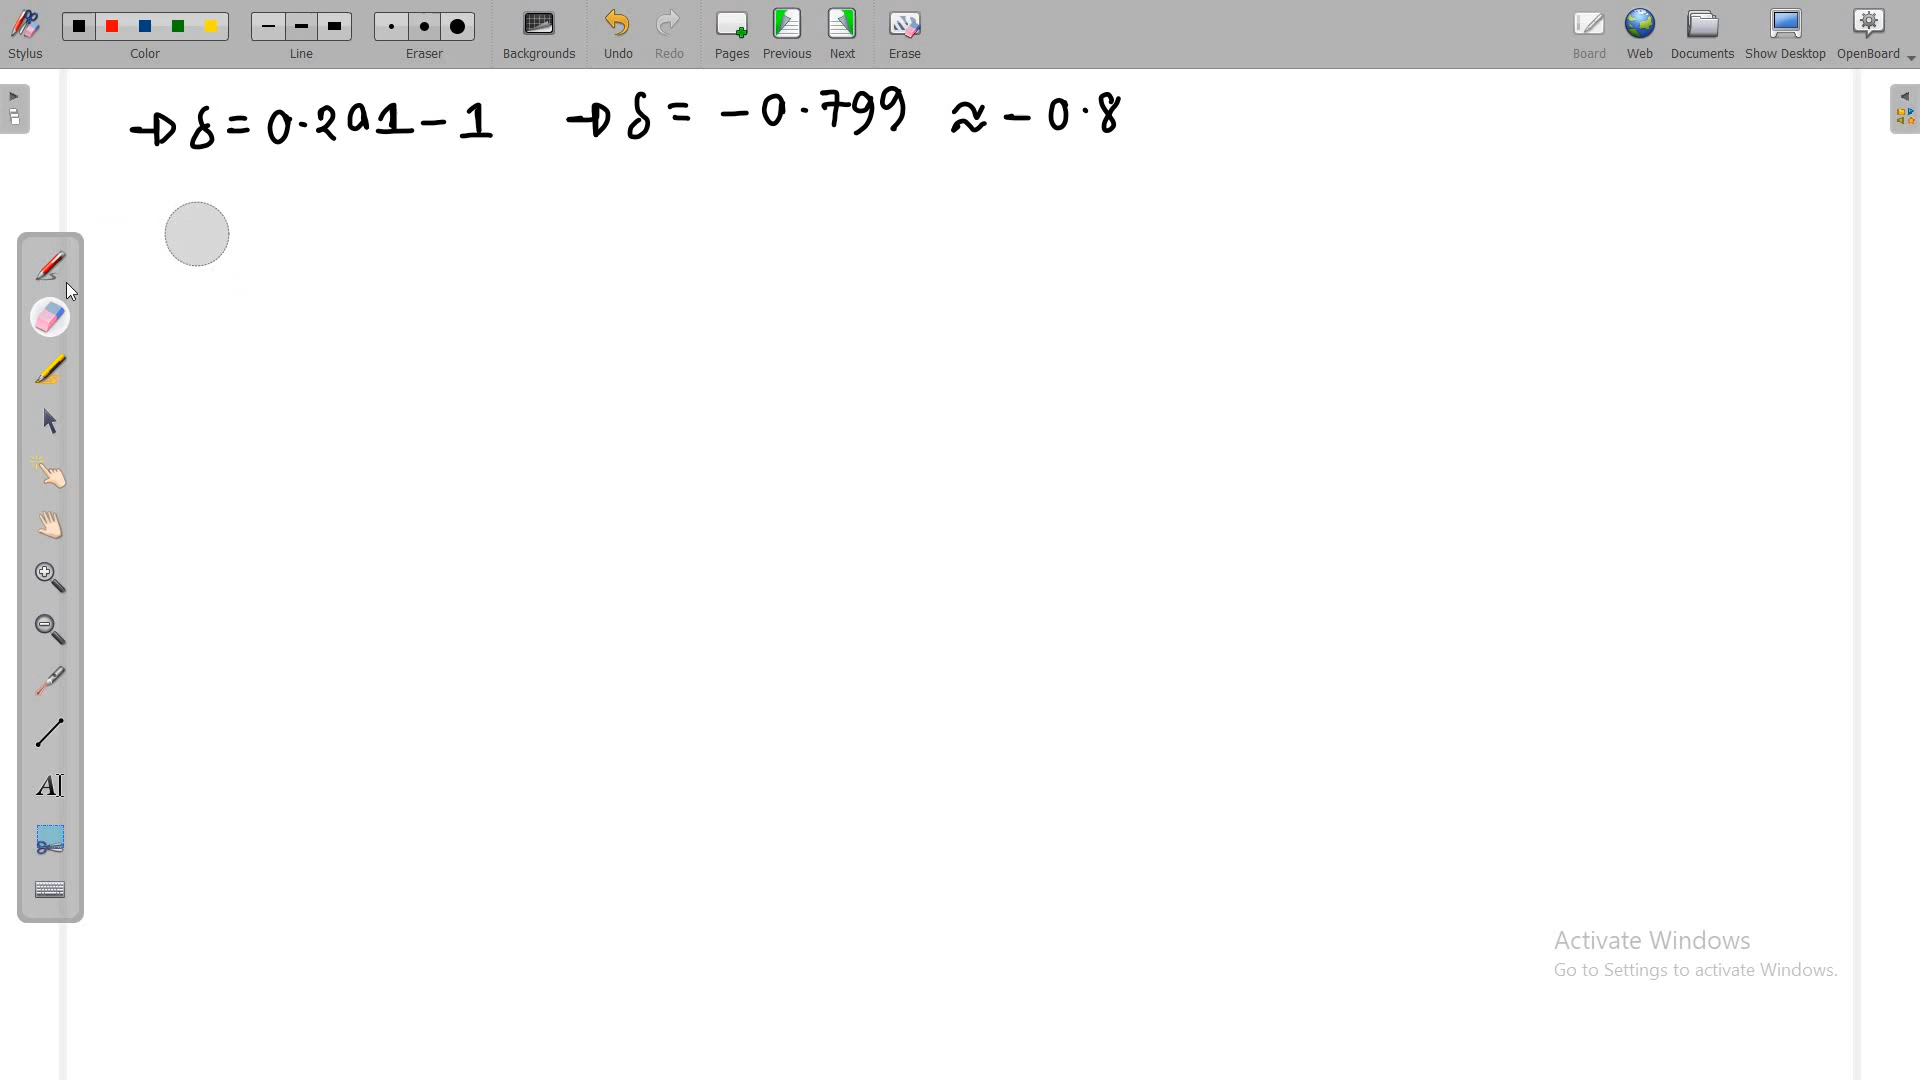 Stylus Color Line Eraser Backgrounds Undo Redo Pages Previous Next Erase Board Web Documents Show Desktop OpenBoard
→ δ = 0.201 - 1 → δ = -0.799 ≈ - 0.8
AI
Activate Windows
Go to Settings to activate Windows.